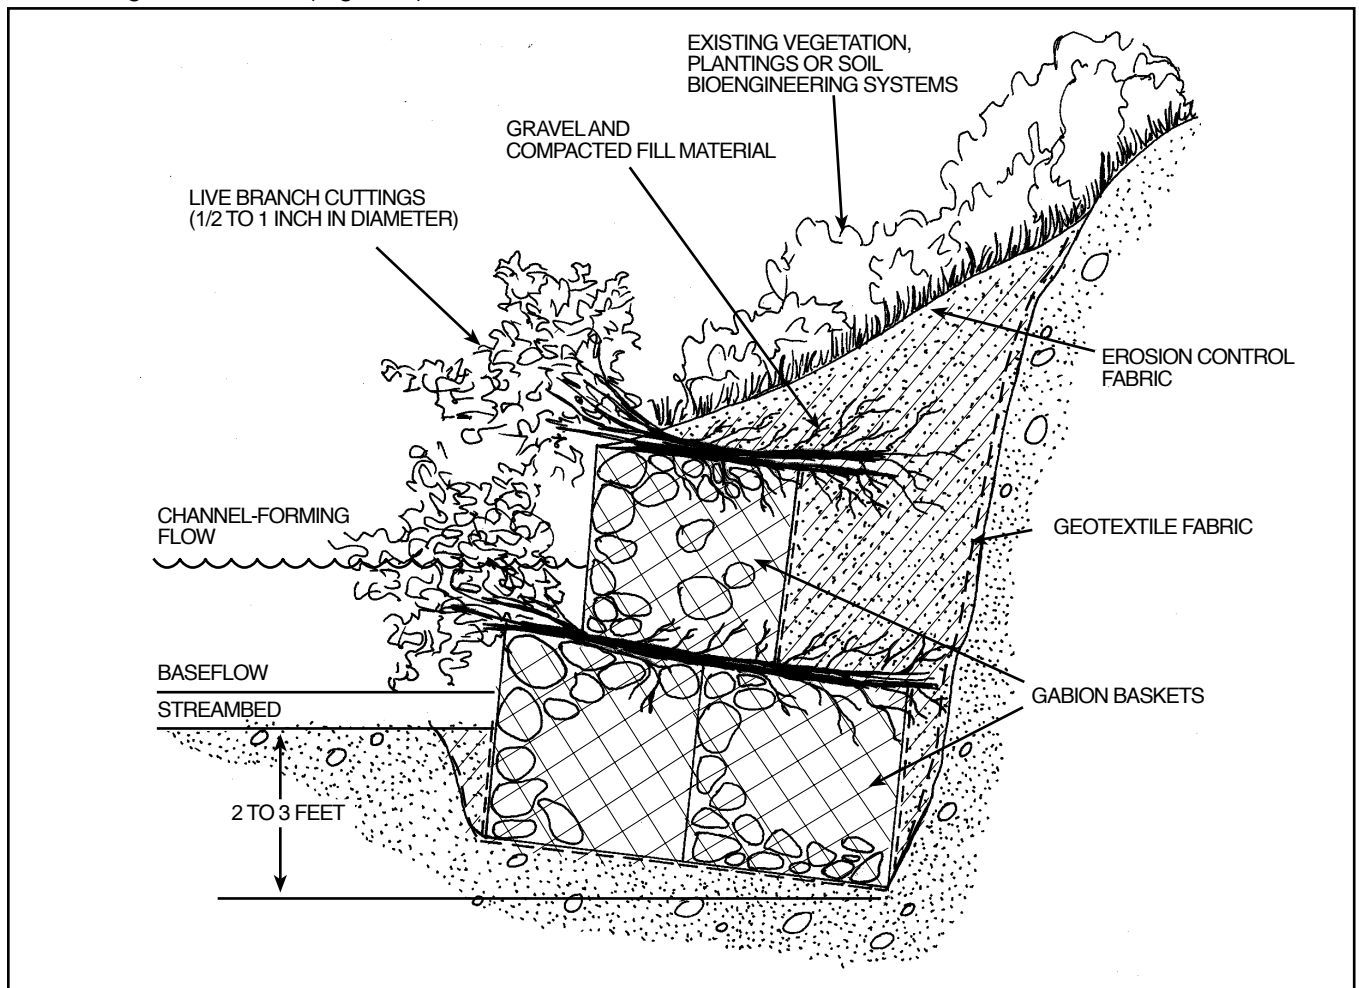 EXISTING VEGETATION,
PLANTINGS OR SOIL
BIOENGINEERING SYSTEMS
GRAVEL AND
COMPACTED FILL MATERIAL
LIVE BRANCH CUTTINGS
(1/2 TO 1 INCH IN DIAMETER)
EROSION CONTROL
FABRIC
CHANNEL-FORMING
FLOW
GEOTEXTILE FABRIC
BASEFLOW
GABION BASKETS
STREAMBED
2 TO 3 FEET